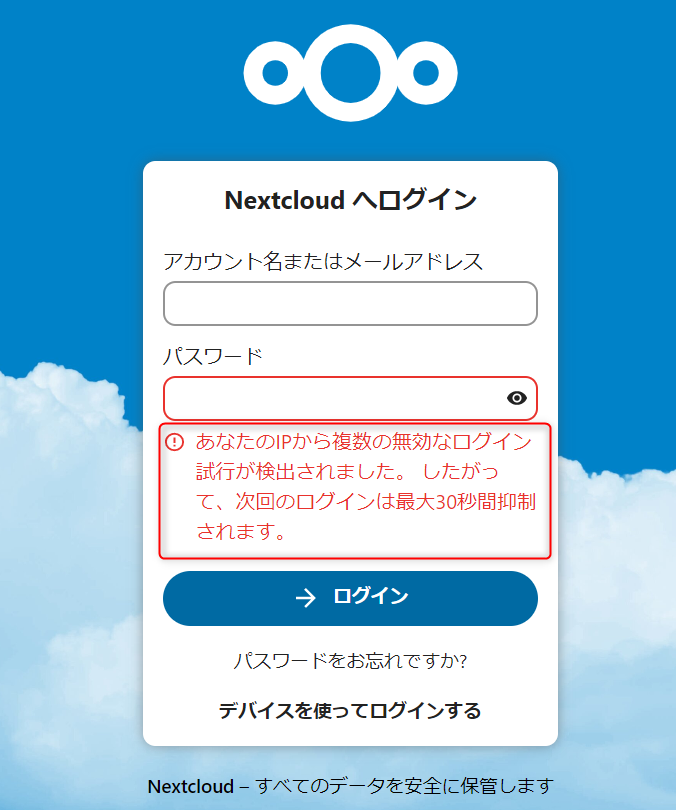 Nextcloud へログイン
アカウント名またはメールアドレス
パスワード
あなたのIPから複数の無効なログイン
試行が検出されました。 したがっ
て、次回のログインは最大30秒間抑制
されます。
ログイン
パスワードをお忘れですか?
デバイスを使ってログインする
Nextcloud – すべてのデータを安全に保管します